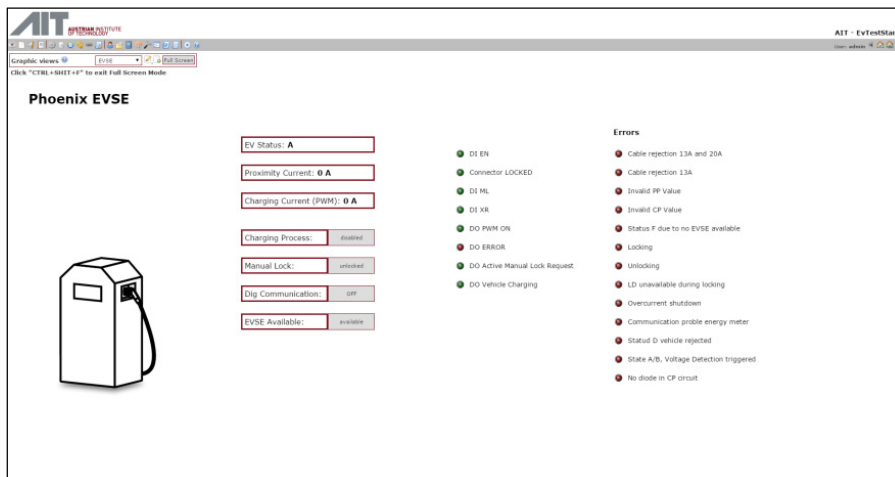 AIT AUSTRIAN INSTITUTE
OF TECHNOLOGY
AIT - EvTestStan
User: admin
Graphic views
EVSE
Full Screen
Click "CTRL+SHIT+F" to exit Full Screen Mode
Phoenix EVSE
EV Status: A
Proximity Current: 0 A
Charging Current (PWM): 0 A
Charging Process: disabled
Manual Lock: unlocked
Dig Communication: OFF
EVSE Available: available
DI EN
Connector LOCKED
DI ML
DI XR
DO PWM ON
DO ERROR
DO Active Manual Lock Request
DO Vehicle Charging
Errors
Cable rejection 13A and 20A
Cable rejection 13A
Invalid PP Value
Invalid CP Value
Status F due to no EVSE available
Locking
Unlocking
LD unavailable during locking
Overcurrent shutdown
Communication proble energy meter
Statud D vehicle rejected
State A/B, Voltage Detection triggered
No diode in CP circuit